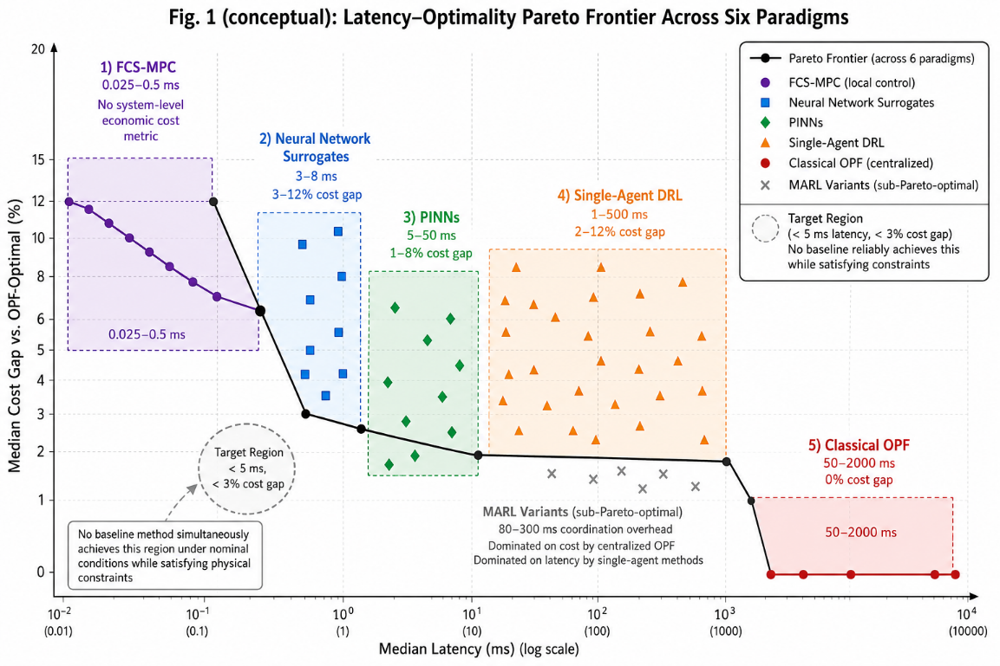 Fig. 1 (conceptual): Latency–Optimality Pareto Frontier Across Six Paradigms
Median Cost Gap vs. OPF-Optimal (%)
20
15
12
10
8
6
5
4
3
2
1
0
1) FCS-MPC
0.025–0.5 ms
No system-level
economic cost
metric
0.025–0.5 ms
2) Neural Network
Surrogates
3–8 ms
3–12% cost gap
3) PINNs
5–50 ms
1–8% cost gap
4) Single-Agent DRL
1–500 ms
2–12% cost gap
5) Classical OPF
50–2000 ms
0% cost gap
50–2000 ms
Pareto Frontier (across 6 paradigms)
FCS-MPC (local control)
Neural Network Surrogates
PINNs
Single-Agent DRL
Classical OPF (centralized)
MARL Variants (sub-Pareto-optimal)
Target Region
(< 5 ms latency, < 3% cost gap)
No baseline reliably achieves this
while satisfying constraints
Target Region
< 5 ms,
< 3% cost gap
No baseline method simultaneously
achieves this region under nominal
conditions while satisfying physical
constraints
MARL Variants (sub-Pareto-optimal)
80–300 ms coordination overhead
Dominated on cost by centralized OPF
Dominated on latency by single-agent methods
10⁻² 10⁻¹ 10⁰ 10¹ 10² 10³ 10⁴
(0.01) (0.1) (1) (10) (100) (1000) (10000)
Median Latency (ms) (log scale)